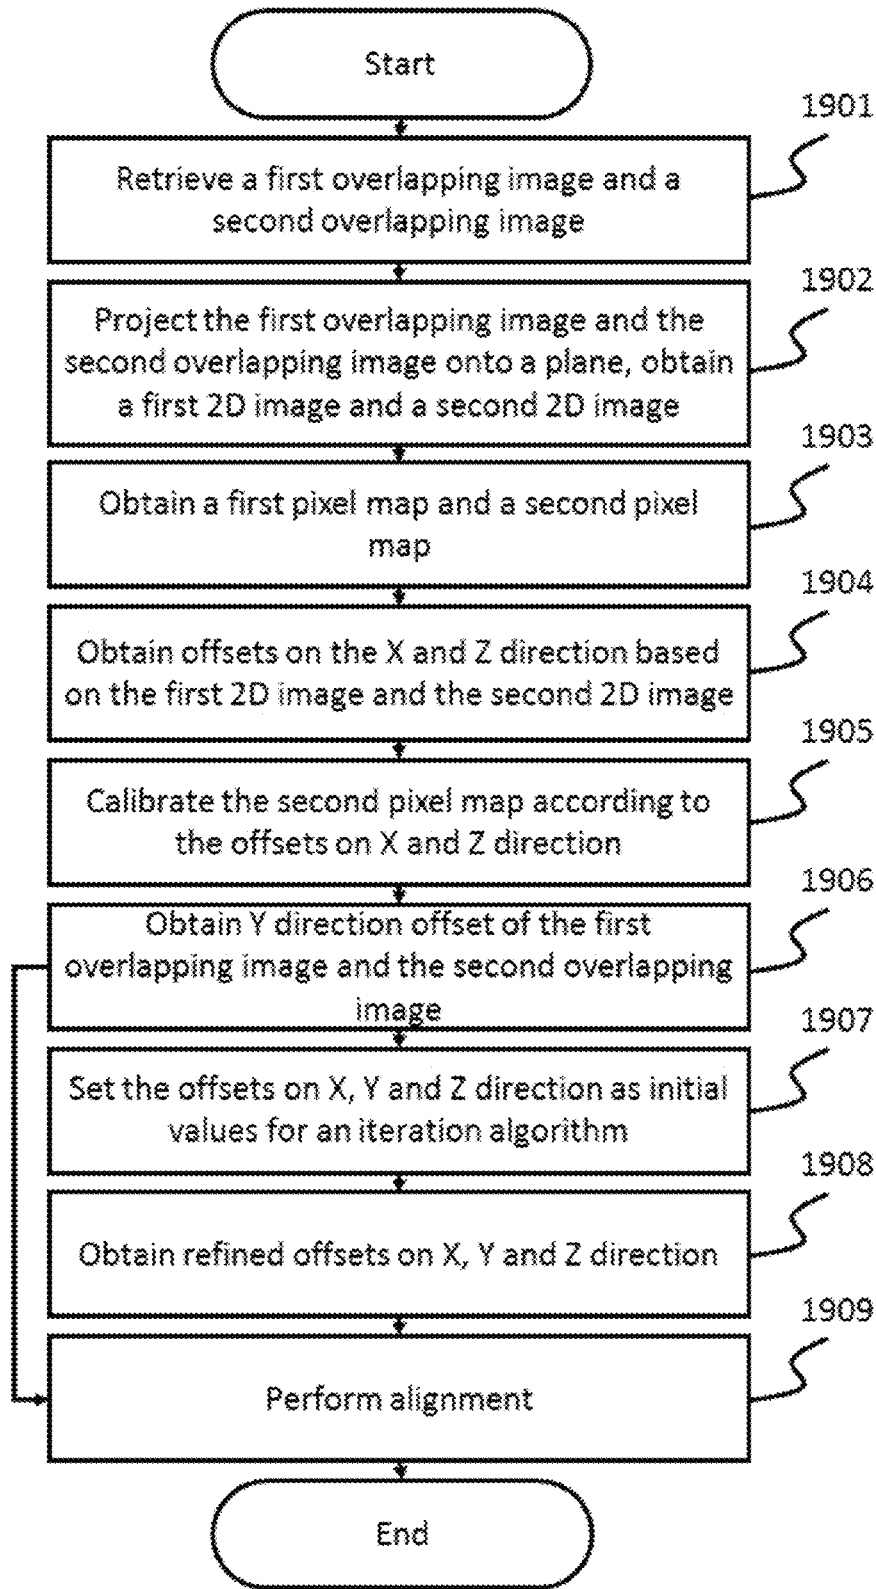 Start
1901
Retrieve a first overlapping image and a
second overlapping image
1902
Project the first overlapping image and the
second overlapping image onto a plane, obtain
a first 2D image and a second 2D image
1903
Obtain a first pixel map and a second pixel
map
1904
Obtain offsets on the X and Z direction based
on the first 2D image and the second 2D image
1905
Calibrate the second pixel map according to
the offsets on X and Z direction
1906
Obtain Y direction offset of the first
overlapping image and the second overlapping
image
1907
Set the offsets on X, Y and Z direction as initial
values for an iteration algorithm
1908
Obtain refined offsets on X, Y and Z direction
1909
Perform alignment
End